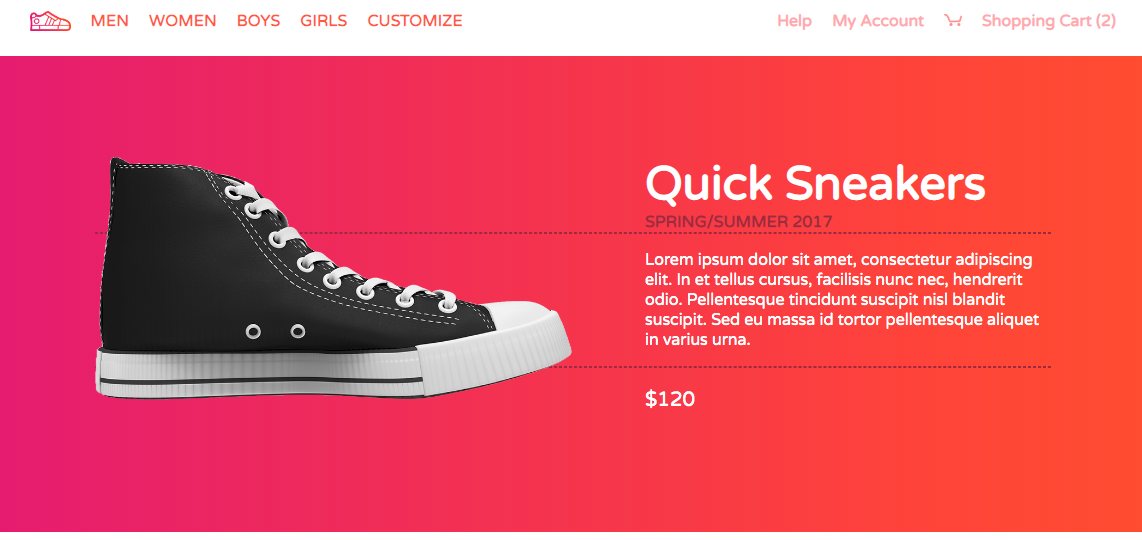 MEN WOMEN BOYS GIRLS CUSTOMIZE Help My Account Shopping Cart (2)
Quick Sneakers
SPRING/SUMMER 2017
Lorem ipsum dolor sit amet, consectetur adipiscing
elit. In et tellus cursus, facilisis nunc nec, hendrerit
odio. Pellentesque tincidunt suscipit nisl blandit
suscipit. Sed eu massa id tortor pellentesque aliquet
in varius urna.
$120